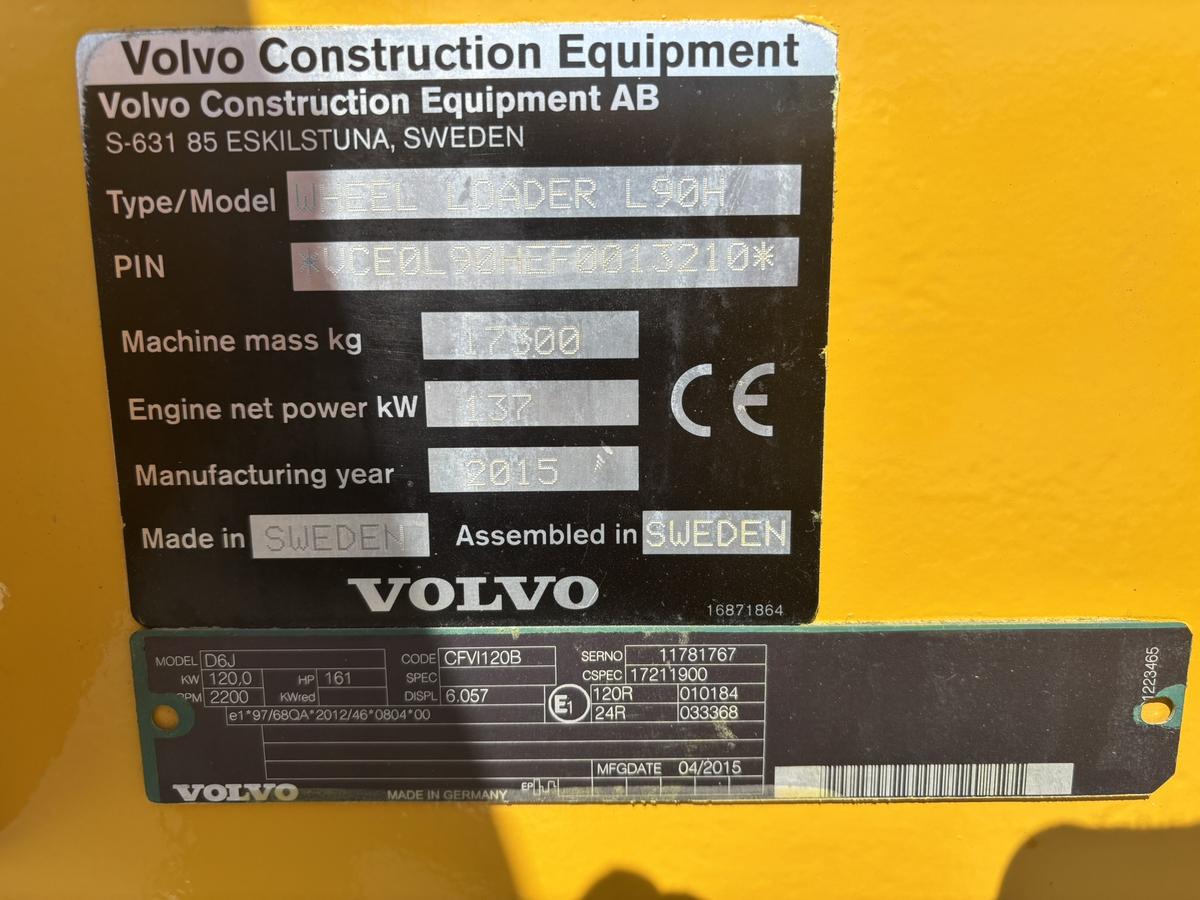 Volvo Construction Equipment
Volvo Construction Equipment AB
S-631 85 ESKILSTUNA, SWEDEN
Type/Model WHEEL LOADER L90H
PIN *VCE0L90HEF0013210*
Machine mass kg 17300
Engine net power kW 137
CE
Manufacturing year 2015
Made in SWEDEN Assembled in SWEDEN
VOLVO
16871864
MODEL D6J CODE CFVI120B SERNO 11781767
KW 120,0 HP 161 SPEC CSPEC 17211900
RPM 2200 KWred DISPL 6.057 E1 120R 010184
24R 033368
e1*97/68QA*2012/46*0804*00
1223465
MFGDATE 04/2015
VOLVO MADE IN GERMANY EP